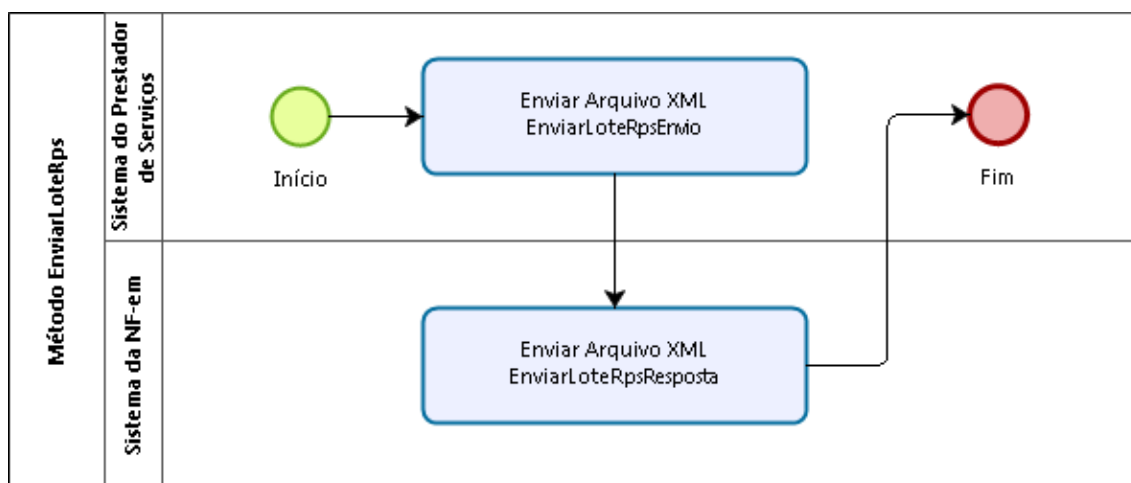 Método EnviarLoteRps
Sistema do Prestador
de Serviços
Início
Enviar Arquivo XML
EnviarLoteRpsEnvio
Fim
Sistema da NF-em
Enviar Arquivo XML
EnviarLoteRpsResposta